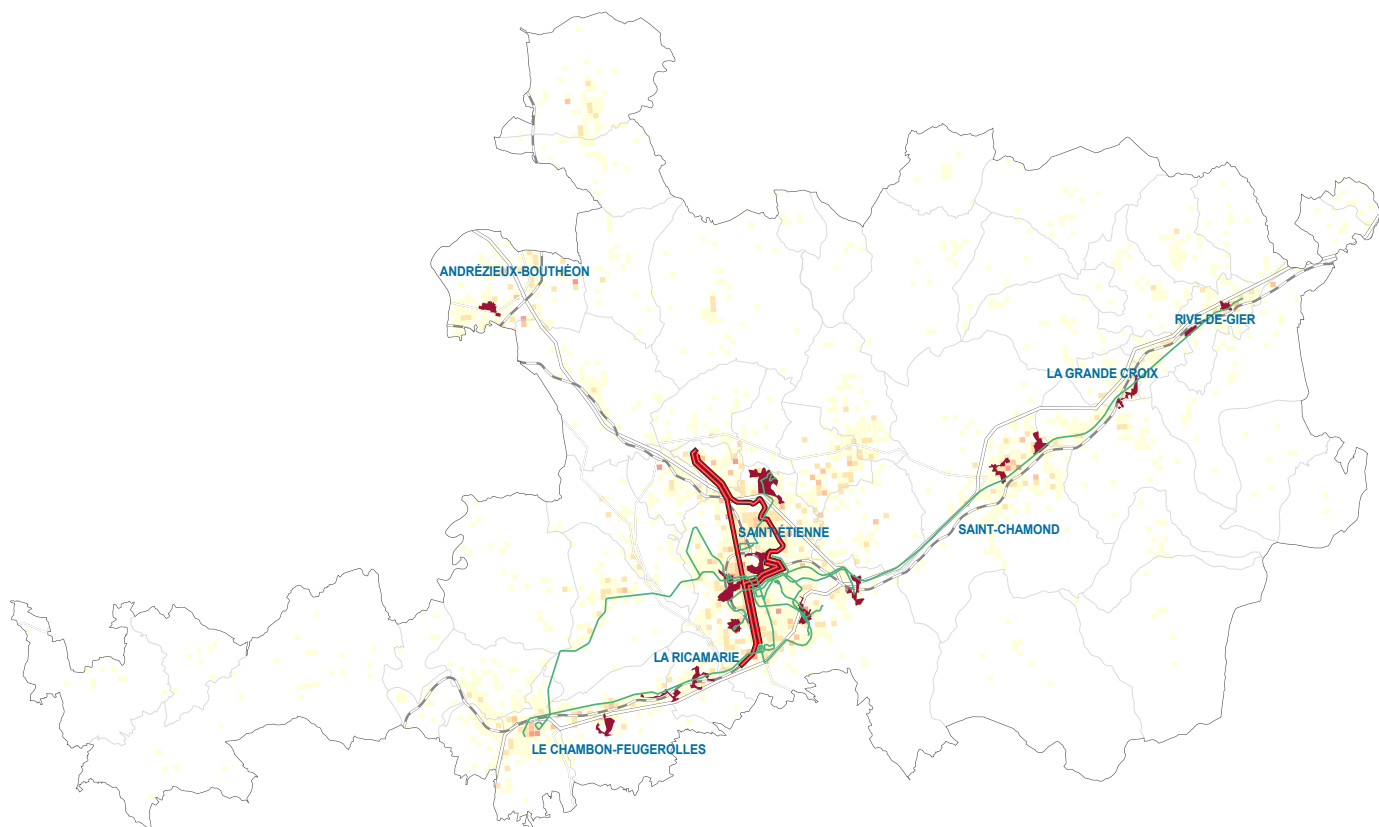 ANDRÉZIEUX-BOUTHÉON
RIVE-DE-GIER
LA GRANDE CROIX
SAINT-CHAMOND
SAINT-ÉTIENNE
LA RICAMARIE
LE CHAMBON-FEUGEROLLES